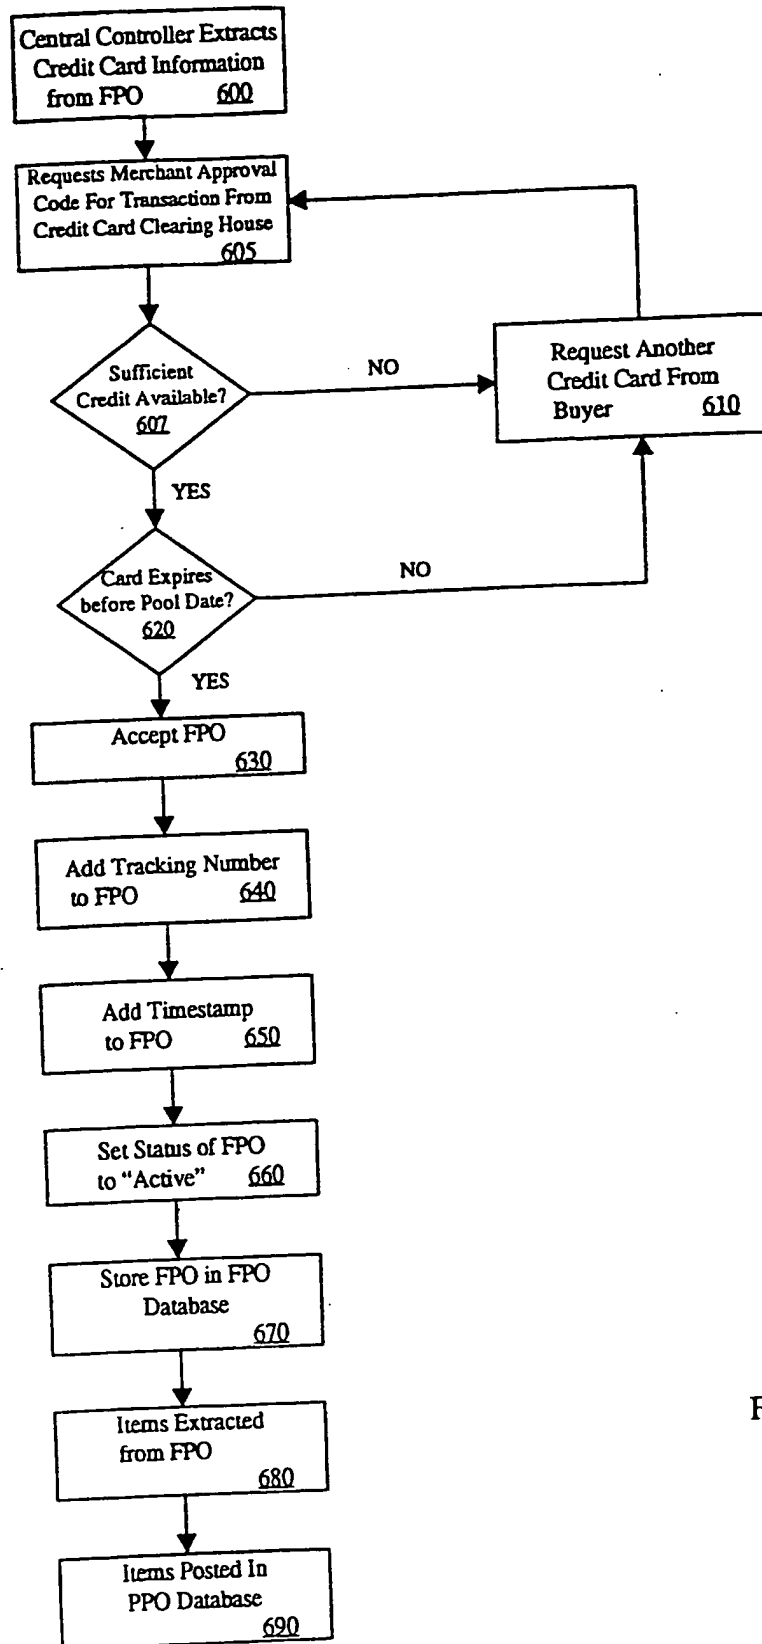 Central Controller Extracts
Credit Card Information
from FPO 600
Requests Merchant Approval
Code For Transaction From
Credit Card Clearing House
605
Sufficient
Credit Available?
607
NO
Request Another
Credit Card From
Buyer 610
YES
Card Expires
before Pool Date?
620
NO
YES
Accept FPO
630
Add Tracking Number
to FPO 640
Add Timestamp
to FPO 650
Set Status of FPO
to “Active” 660
Store FPO in FPO
Database
670
Items Extracted
from FPO
680
Items Posted In
PPO Database
690
F